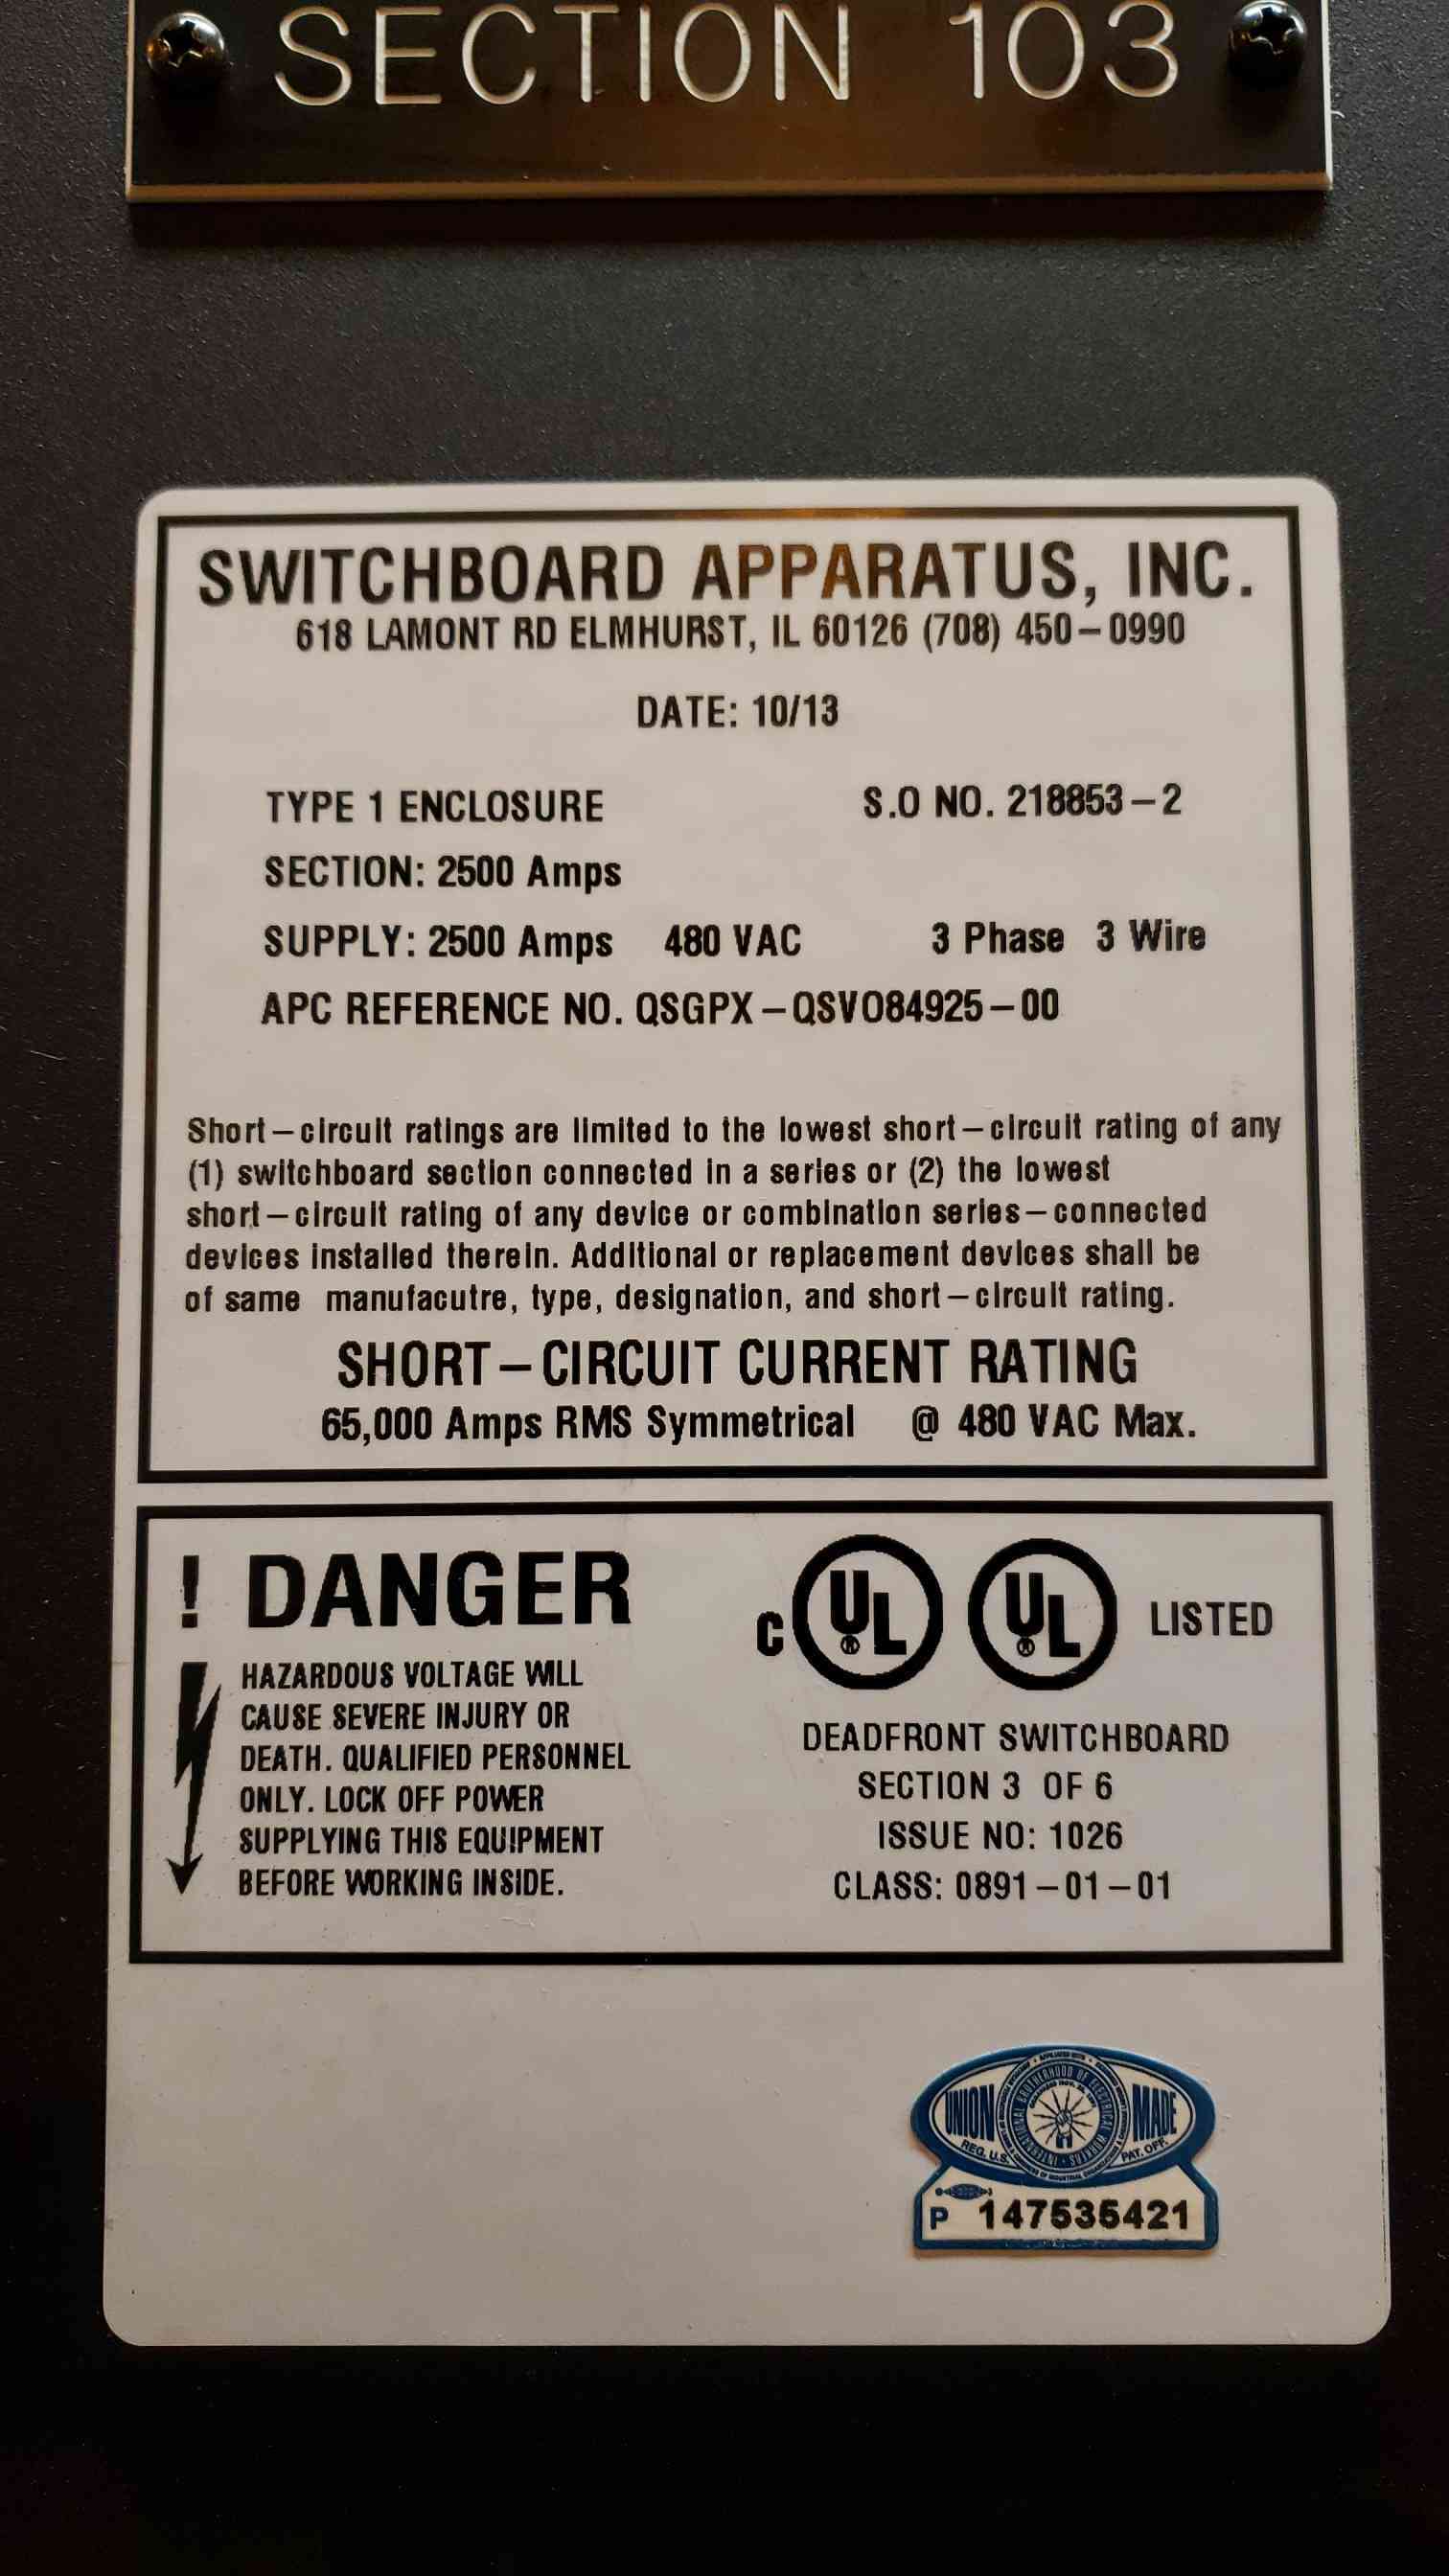 SECTION 103
SWITCHBOARD APPARATUS, INC.
618 LAMONT RD ELMHURST, IL 60126 (708) 450-0990
DATE: 10/13
TYPE 1 ENCLOSURE S.O NO. 218853-2
SECTION: 2500 Amps
SUPPLY: 2500 Amps 480 VAC 3 Phase 3 Wire
APC REFERENCE NO. QSGPX-QSVO84925-00
Short-circuit ratings are limited to the lowest short-circuit rating of any
(1) switchboard section connected in a series or (2) the lowest
short-circuit rating of any device or combination series-connected
devices installed therein. Additional or replacement devices shall be
of same manufacutre, type, designation, and short-circuit rating.
SHORT-CIRCUIT CURRENT RATING
65,000 Amps RMS Symmetrical @ 480 VAC Max.
! DANGER
HAZARDOUS VOLTAGE WILL
CAUSE SEVERE INJURY OR
DEATH. QUALIFIED PERSONNEL
ONLY. LOCK OFF POWER
SUPPLYING THIS EQUIPMENT
BEFORE WORKING INSIDE.
C UL® UL® LISTED
DEADFRONT SWITCHBOARD
SECTION 3 OF 6
ISSUE NO: 1026
CLASS: 0891-01-01
UNION MADE
REG. U.S. PAT. OFF.
INTERNATIONAL BROTHERHOOD OF ELECTRICAL WORKERS
P 147535421